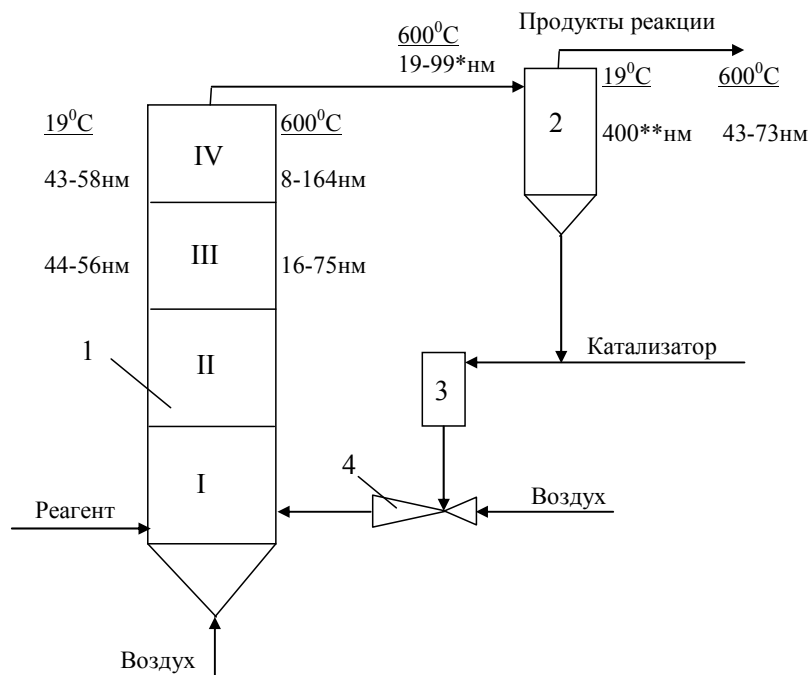 Продукты реакции
600⁰С
19-99*нм
19⁰С
600⁰С
2
400**нм
43-73нм
19⁰С
600⁰С
IV
43-58нм
8-164нм
III
44-56нм
16-75нм
1
II
Катализатор
3
I
4
Реагент
Воздух
Воздух